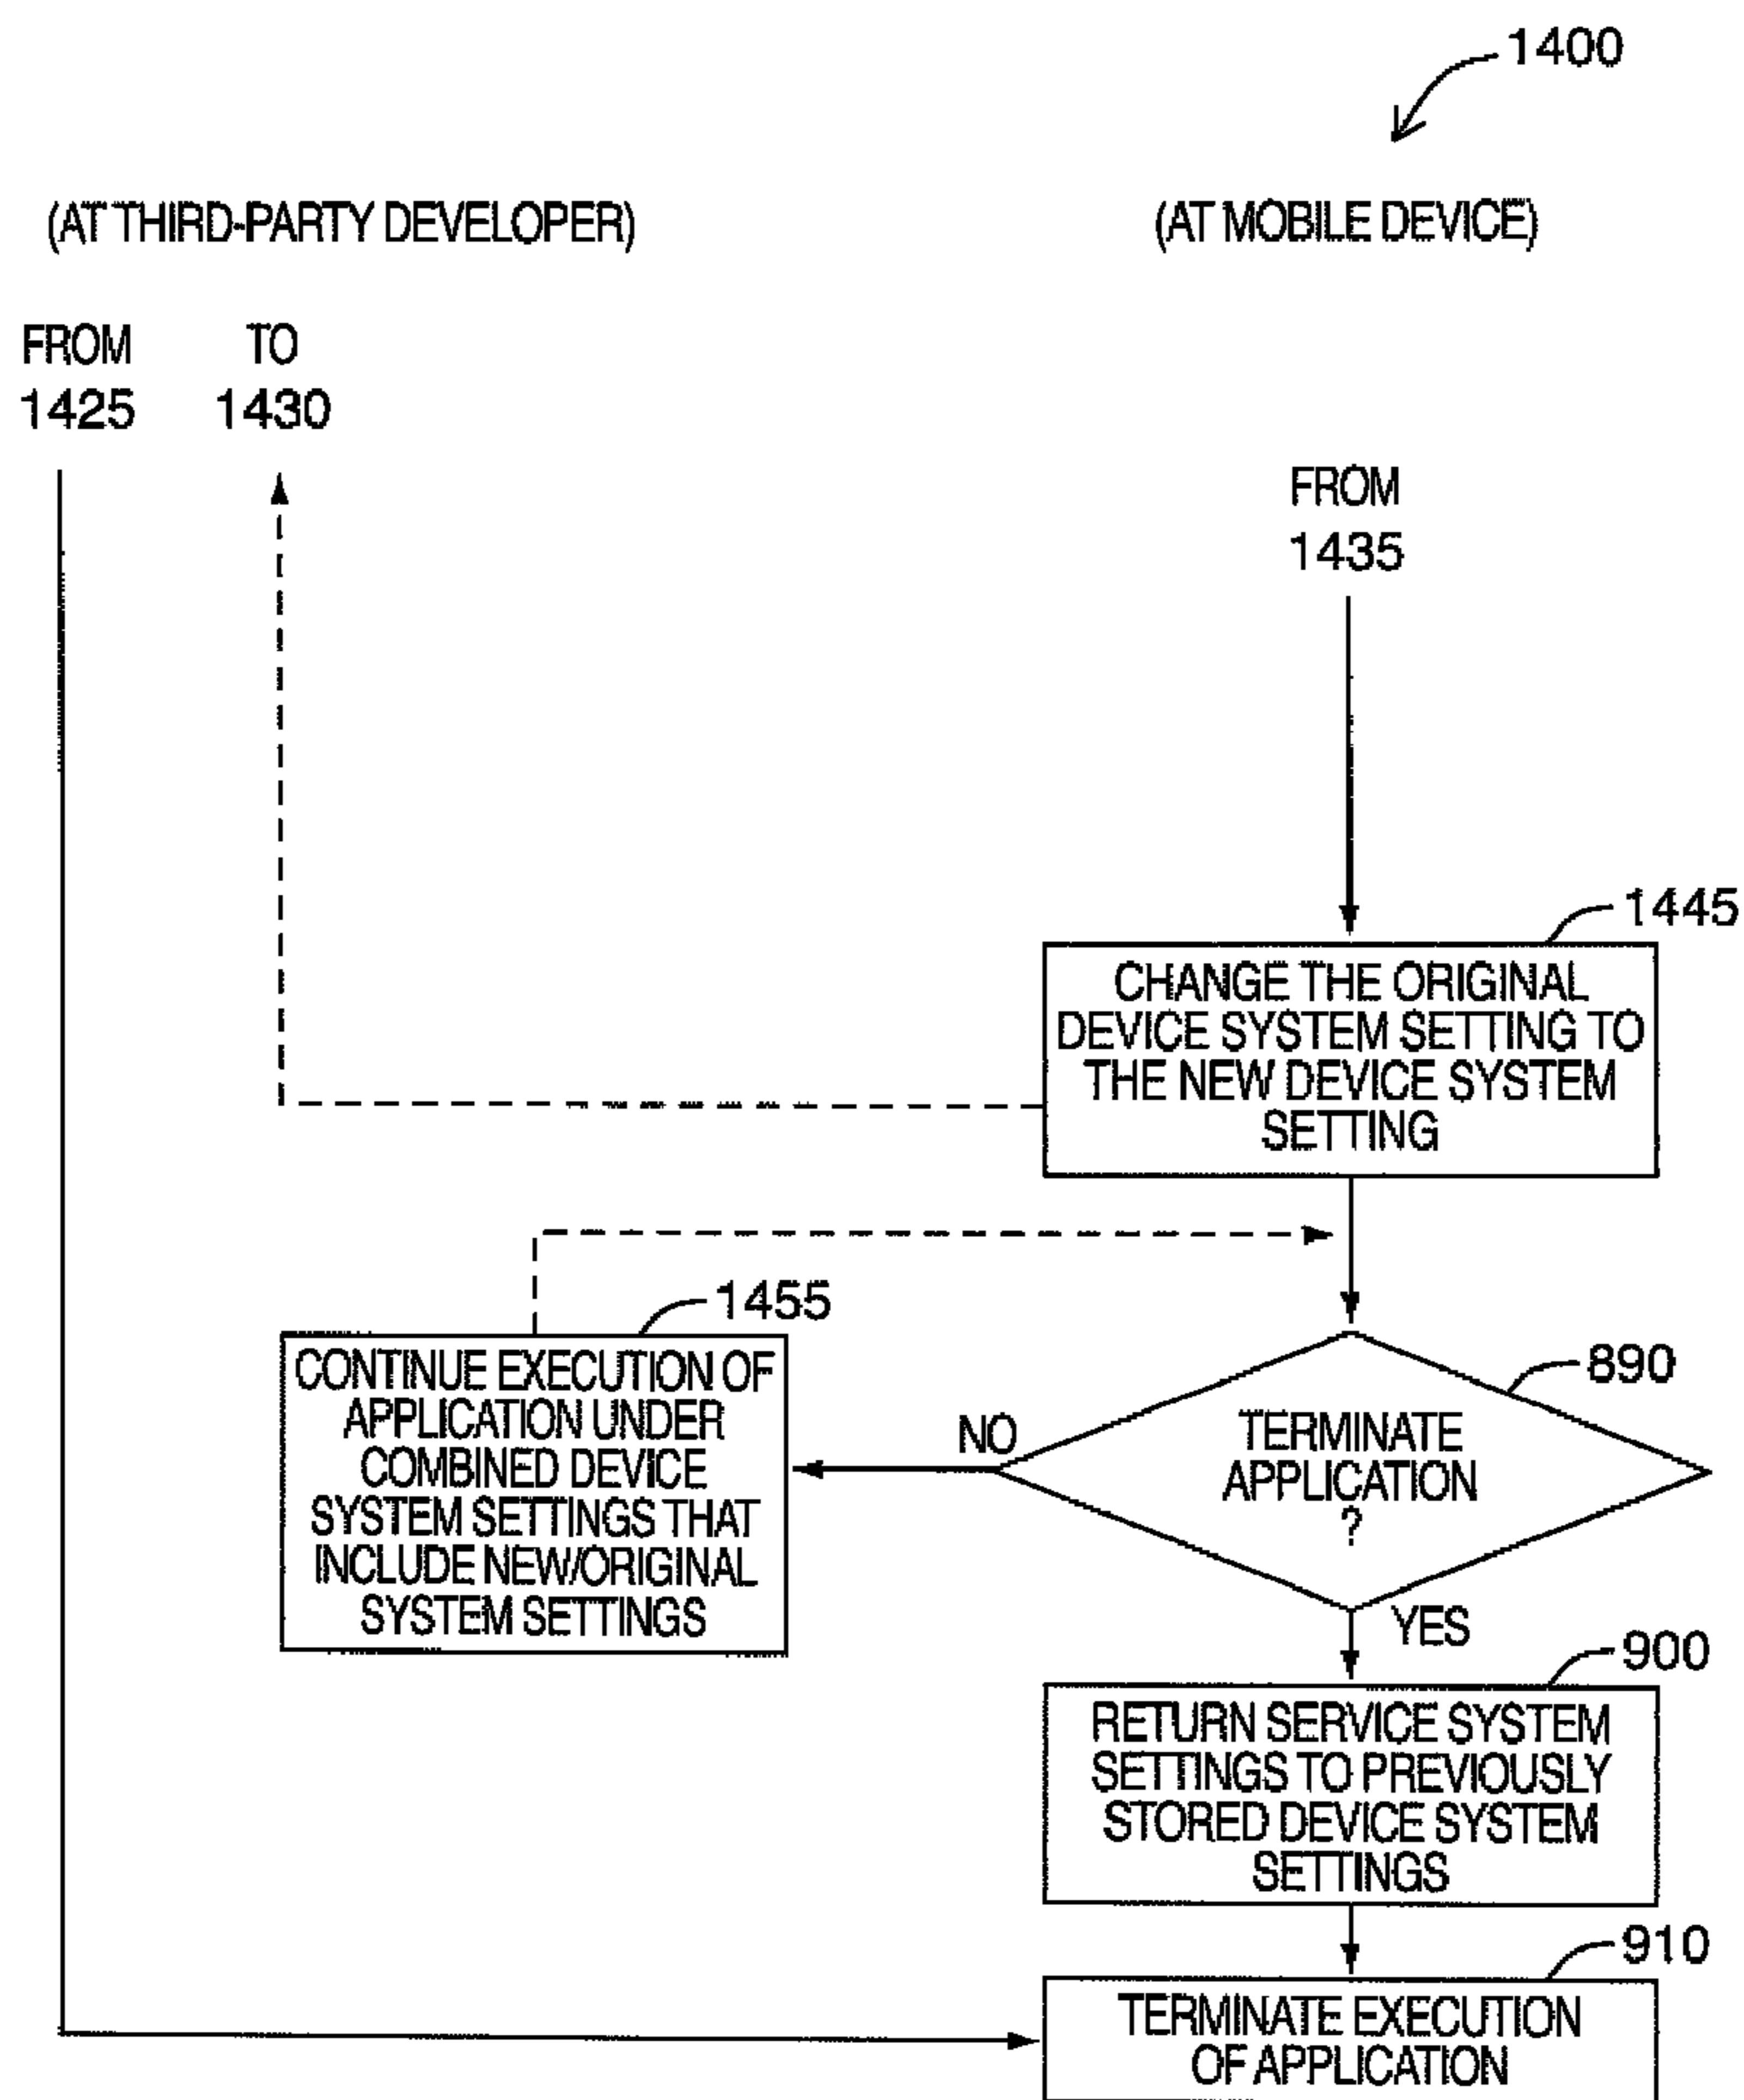 1400
(AT THIRD-PARTY DEVELOPER)
(AT MOBILE DEVICE)
FROM
1425
TO
1430
FROM
1435
1445
CHANGE THE ORIGINAL
DEVICE SYSTEM SETTING TO
THE NEW DEVICE SYSTEM
SETTING
1455
CONTINUE EXECUTION OF
APPLICATION UNDER
COMBINED DEVICE
SYSTEM SETTINGS THAT
INCLUDE NEW/ORIGINAL
SYSTEM SETTINGS
NO
890
TERMINATE
APPLICATION
?
YES
900
RETURN SERVICE SYSTEM
SETTINGS TO PREVIOUSLY
STORED DEVICE SYSTEM
SETTINGS
910
TERMINATE EXECUTION
OF APPLICATION